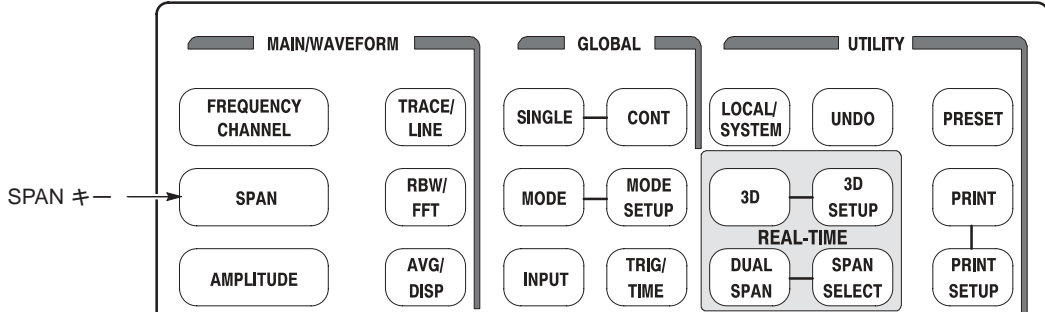 MAIN/WAVEFORM
GLOBAL
UTILITY
FREQUENCY
CHANNEL
TRACE/
LINE
SINGLE
CONT
LOCAL/
SYSTEM
UNDO
PRESET
SPAN キー
SPAN
RBW/
FFT
MODE
MODE
SETUP
3D
3D
SETUP
PRINT
REAL-TIME
AMPLITUDE
AVG/
DISP
INPUT
TRIG/
TIME
DUAL
SPAN
SPAN
SELECT
PRINT
SETUP